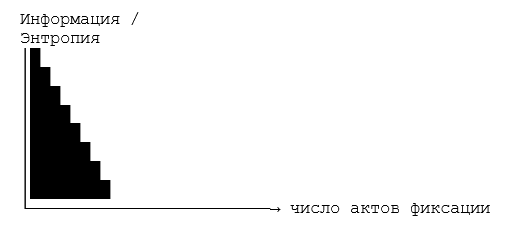 Информация /
Энтропия
число актов фиксации